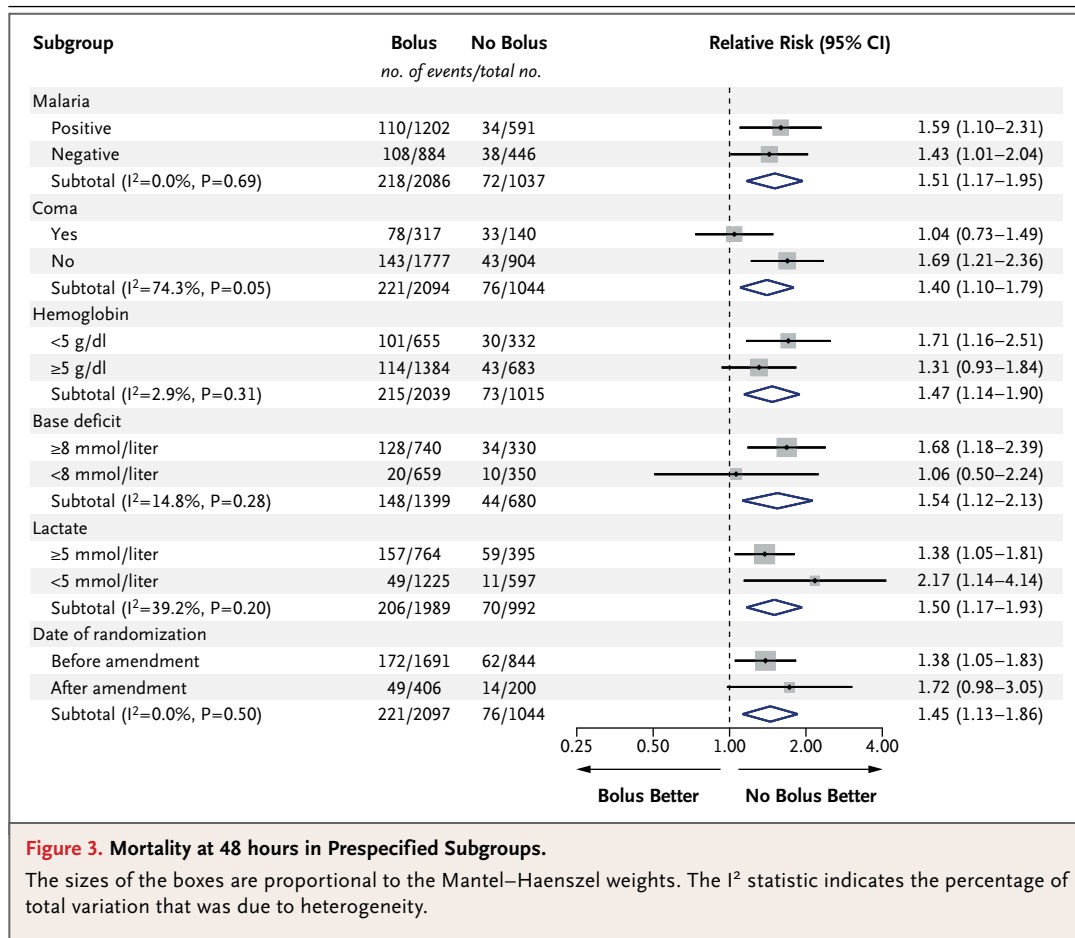 Subgroup Bolus No Bolus Relative Risk (95% CI)
no. of events/total no.
Malaria
Positive 110/1202 34/591 1.59 (1.10–2.31)
Negative 108/884 38/446 1.43 (1.01–2.04)
Subtotal (I²=0.0%, P=0.69) 218/2086 72/1037 1.51 (1.17–1.95)
Coma
Yes 78/317 33/140 1.04 (0.73–1.49)
No 143/1777 43/904 1.69 (1.21–2.36)
Subtotal (I²=74.3%, P=0.05) 221/2094 76/1044 1.40 (1.10–1.79)
Hemoglobin
<5 g/dl 101/655 30/332 1.71 (1.16–2.51)
≥5 g/dl 114/1384 43/683 1.31 (0.93–1.84)
Subtotal (I²=2.9%, P=0.31) 215/2039 73/1015 1.47 (1.14–1.90)
Base deficit
≥8 mmol/liter 128/740 34/330 1.68 (1.18–2.39)
<8 mmol/liter 20/659 10/350 1.06 (0.50–2.24)
Subtotal (I²=14.8%, P=0.28) 148/1399 44/680 1.54 (1.12–2.13)
Lactate
≥5 mmol/liter 157/764 59/395 1.38 (1.05–1.81)
<5 mmol/liter 49/1225 11/597 2.17 (1.14–4.14)
Subtotal (I²=39.2%, P=0.20) 206/1989 70/992 1.50 (1.17–1.93)
Date of randomization
Before amendment 172/1691 62/844 1.38 (1.05–1.83)
After amendment 49/406 14/200 1.72 (0.98–3.05)
Subtotal (I²=0.0%, P=0.50) 221/2097 76/1044 1.45 (1.13–1.86)
0.25 0.50 1.00 2.00 4.00
Bolus Better No Bolus Better
Figure 3. Mortality at 48 hours in Prespecified Subgroups.
The sizes of the boxes are proportional to the Mantel–Haenszel weights. The I² statistic indicates the percentage of
total variation that was due to heterogeneity.